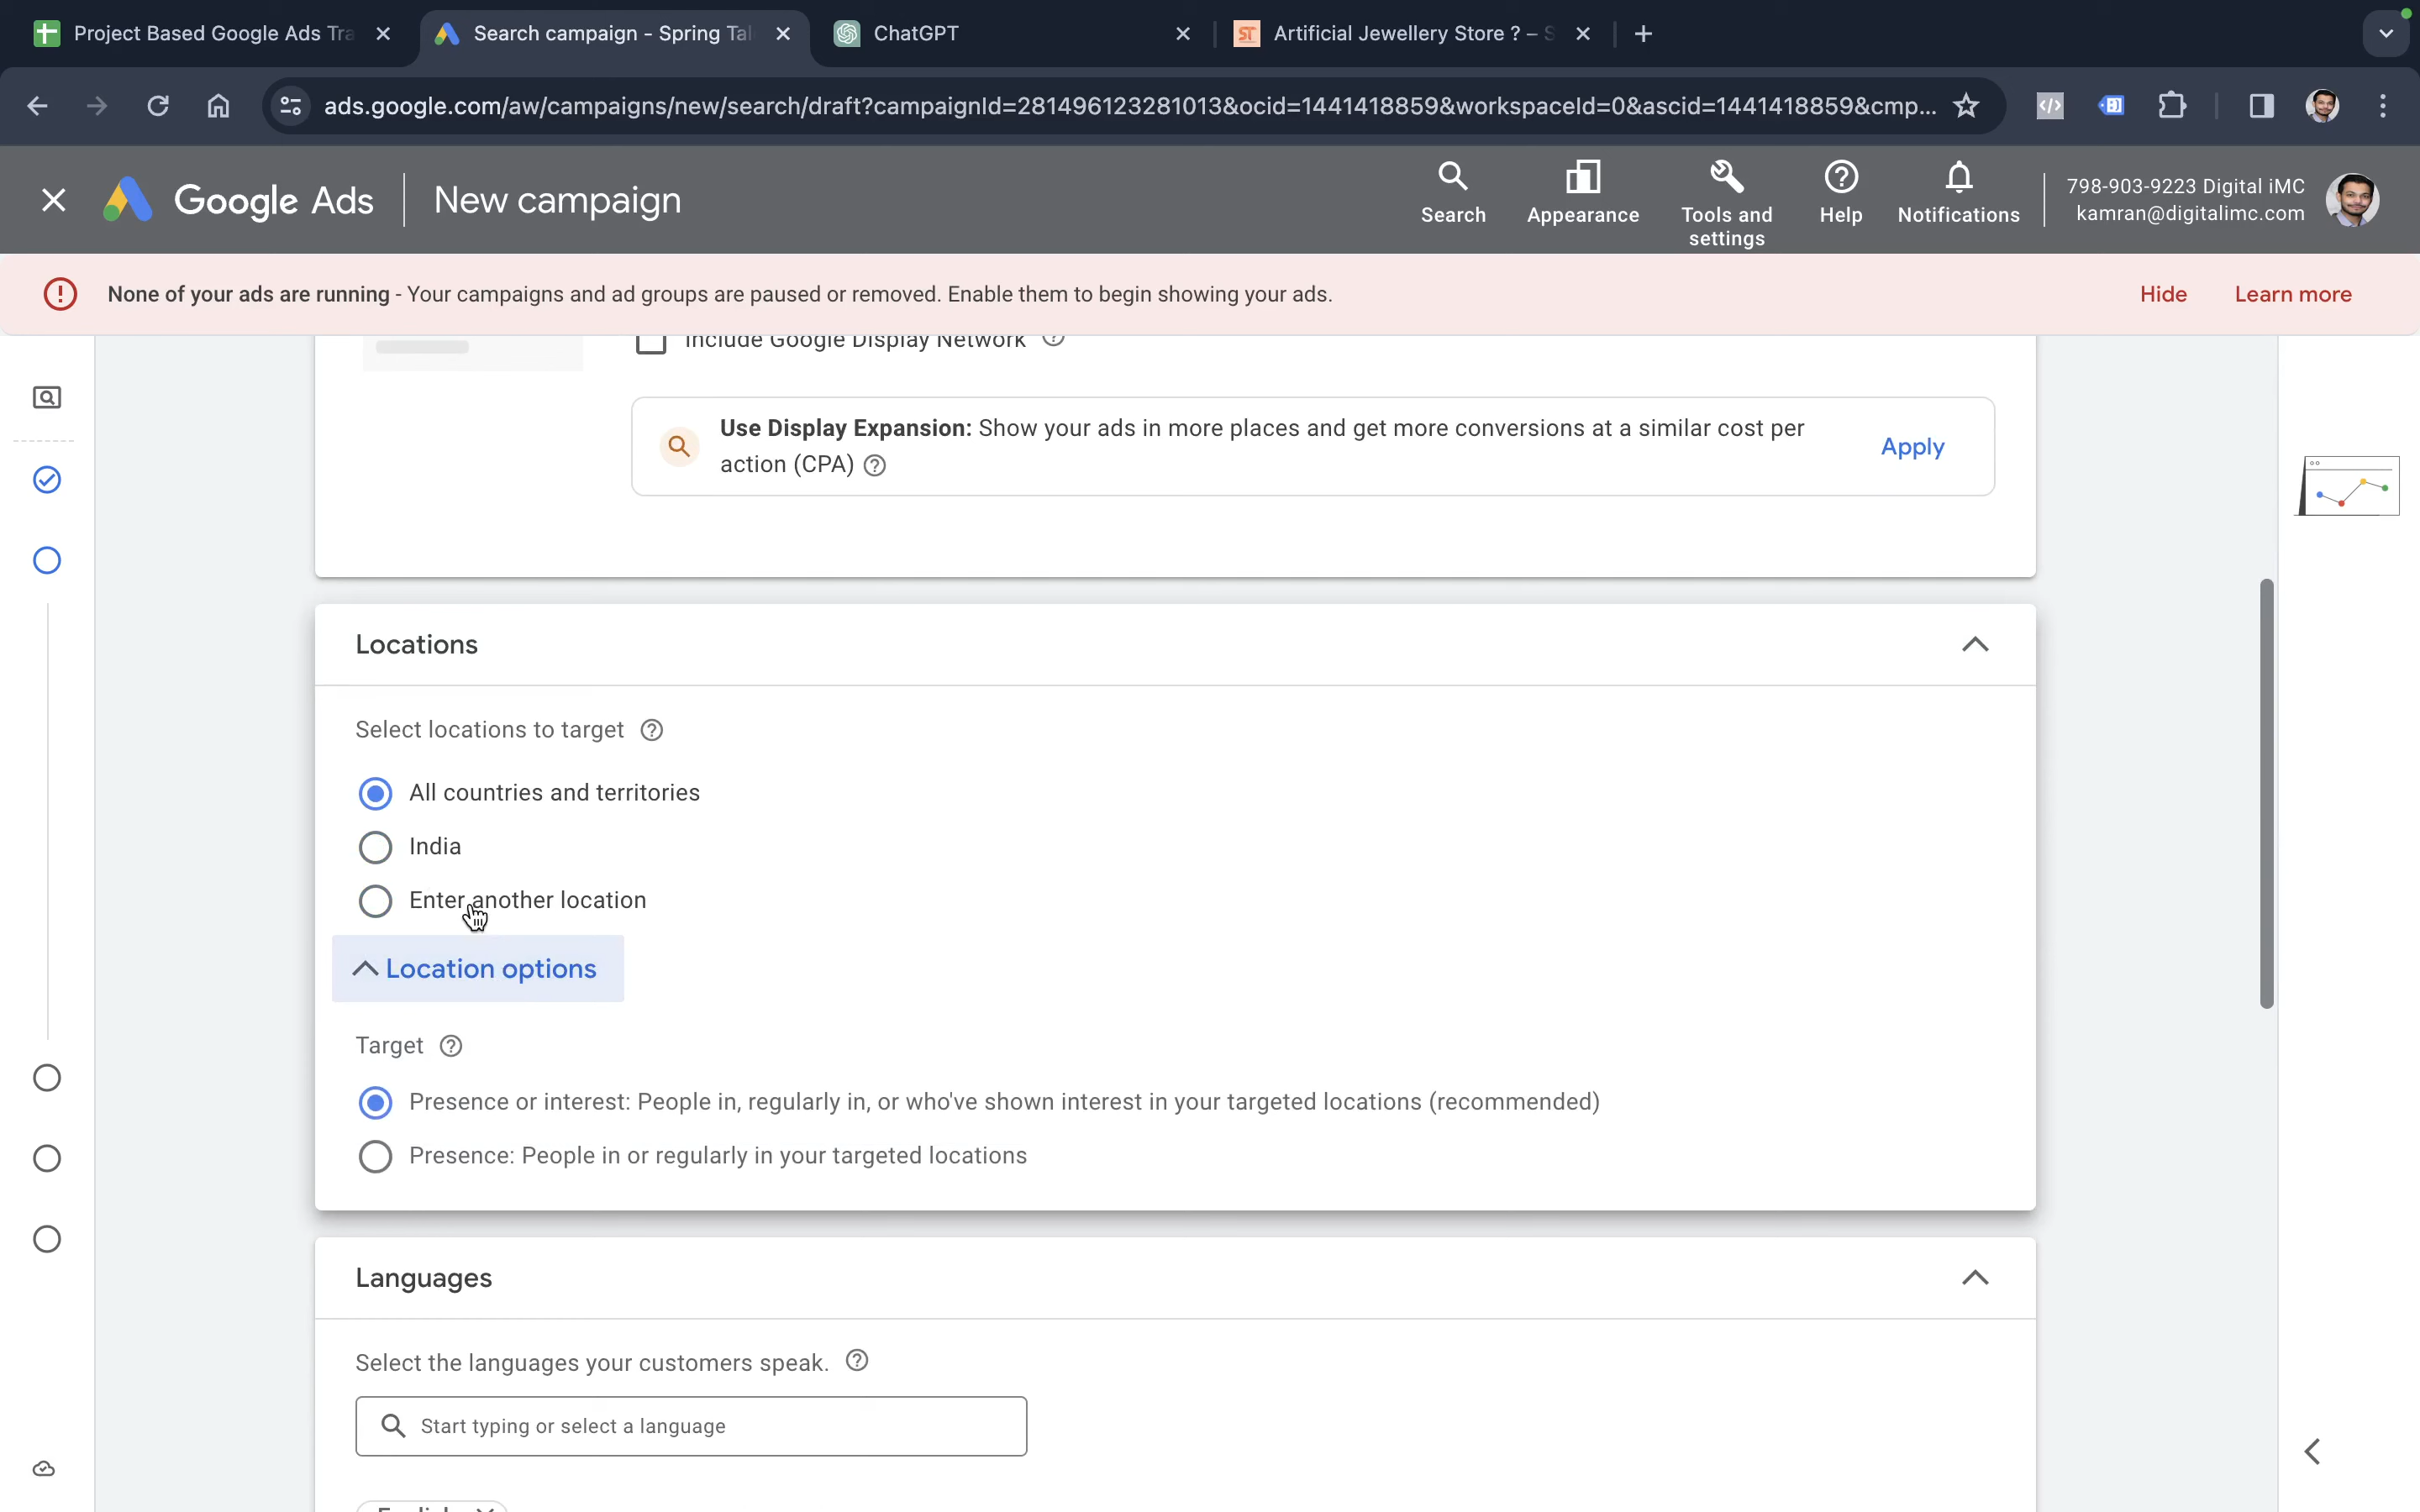 Project Based Google Ads Tra
Search campaign - Spring Tal
ChatGPT
ST
Artificial Jewellery Store ? – S
ads.google.com/aw/campaigns/new/search/draft?campaignId=281496123281013&ocid=1441418859&workspaceId=0&ascid=1441418859&cmp...
Google Ads
New campaign
Search
Appearance
Tools and
settings
Help
Notifications
798-903-9223 Digital iMC
kamran@digitalimc.com
None of your ads are running - Your campaigns and ad groups are paused or removed. Enable them to begin showing your ads.
Hide
Learn more
Include Google Display Network
Use Display Expansion: Show your ads in more places and get more conversions at a similar cost per
action (CPA)
Apply
Locations
Select locations to target
All countries and territories
India
Enter another location
Location options
Target
Presence or interest: People in, regularly in, or who've shown interest in your targeted locations (recommended)
Presence: People in or regularly in your targeted locations
Languages
Select the languages your customers speak.
Start typing or select a language
English